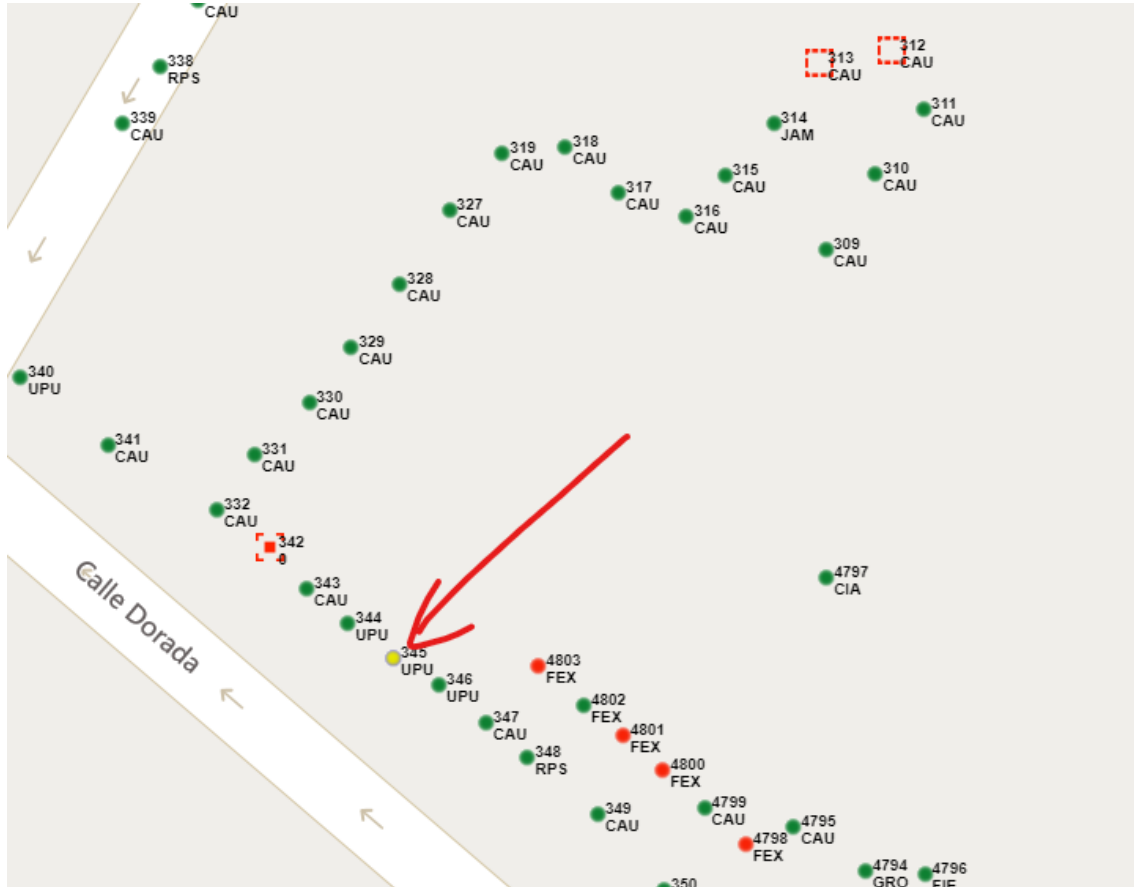 CAU
338
RPS
339
CAU
313
CAU
312
CAU
311
CAU
314
JAM
310
CAU
315
CAU
316
CAU
309
CAU
317
CAU
318
CAU
319
CAU
327
CAU
328
CAU
329
CAU
330
CAU
331
CAU
332
CAU
340
UPU
341
CAU
342
343
CAU
344
UPU
345
UPU
346
UPU
347
CAU
348
RPS
349
CAU
350
Calle Dorada
4797
CIA
4803
FEX
4802
FEX
4801
FEX
4800
FEX
4799
CAU
4795
CAU
4798
FEX
4794
GRO
4796